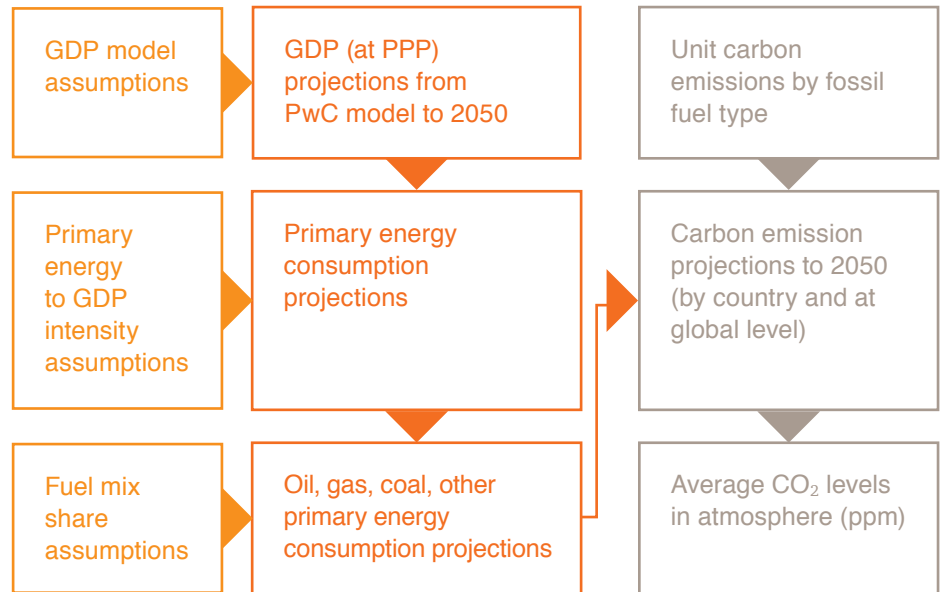 GDP model
assumptions
GDP (at PPP)
projections from
PwC model to 2050
Unit carbon
emissions by fossil
fuel type
Primary
energy
to GDP
intensity
assumptions
Primary energy
consumption
projections
Carbon emission
projections to 2050
(by country and at
global level)
Fuel mix
share
assumptions
Oil, gas, coal, other
primary energy
consumption projections
Average CO₂ levels
in atmosphere (ppm)